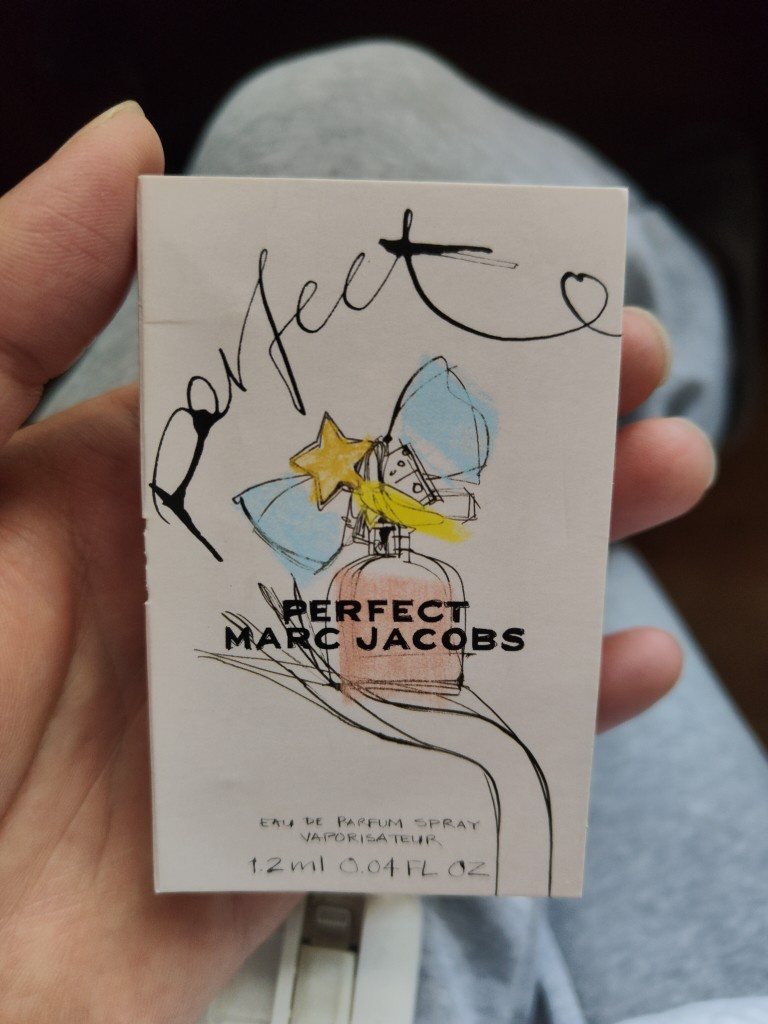 perfect
PERFECT
MARC JACOBS
EAU DE PARFUM SPRAY
VAPORISATEUR
1.2ml 0.04 FL OZ